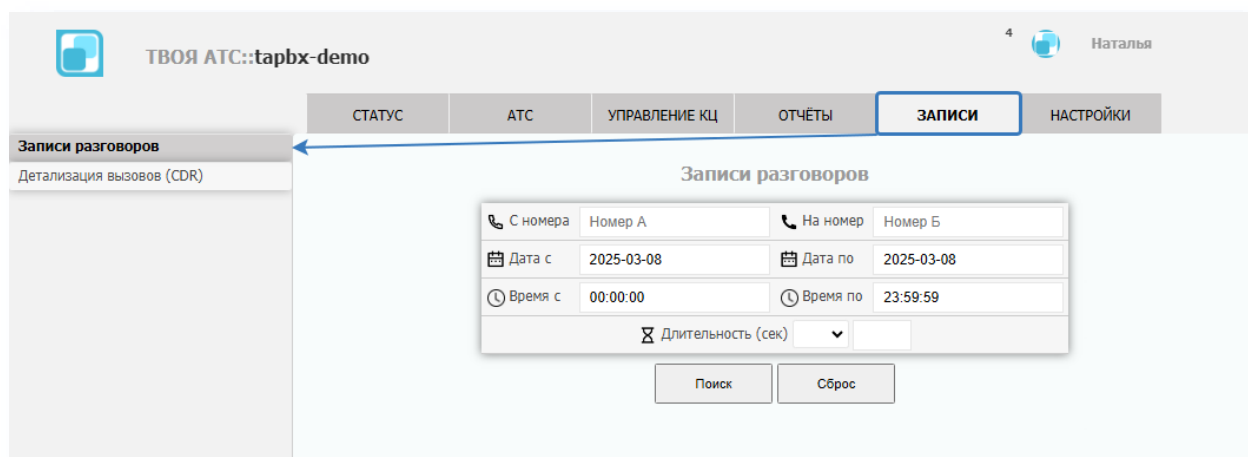 4
Наталья
ТВОЯ АТС::tapbx-demo
СТАТУС АТС УПРАВЛЕНИЕ КЦ ОТЧЁТЫ ЗАПИСИ НАСТРОЙКИ
Записи разговоров
Детализация вызовов (CDR)
Записи разговоров
С номера Номер А На номер Номер Б
Дата с 2025-03-08 Дата по 2025-03-08
Время с 00:00:00 Время по 23:59:59
Длительность (сек)
Поиск Сброс